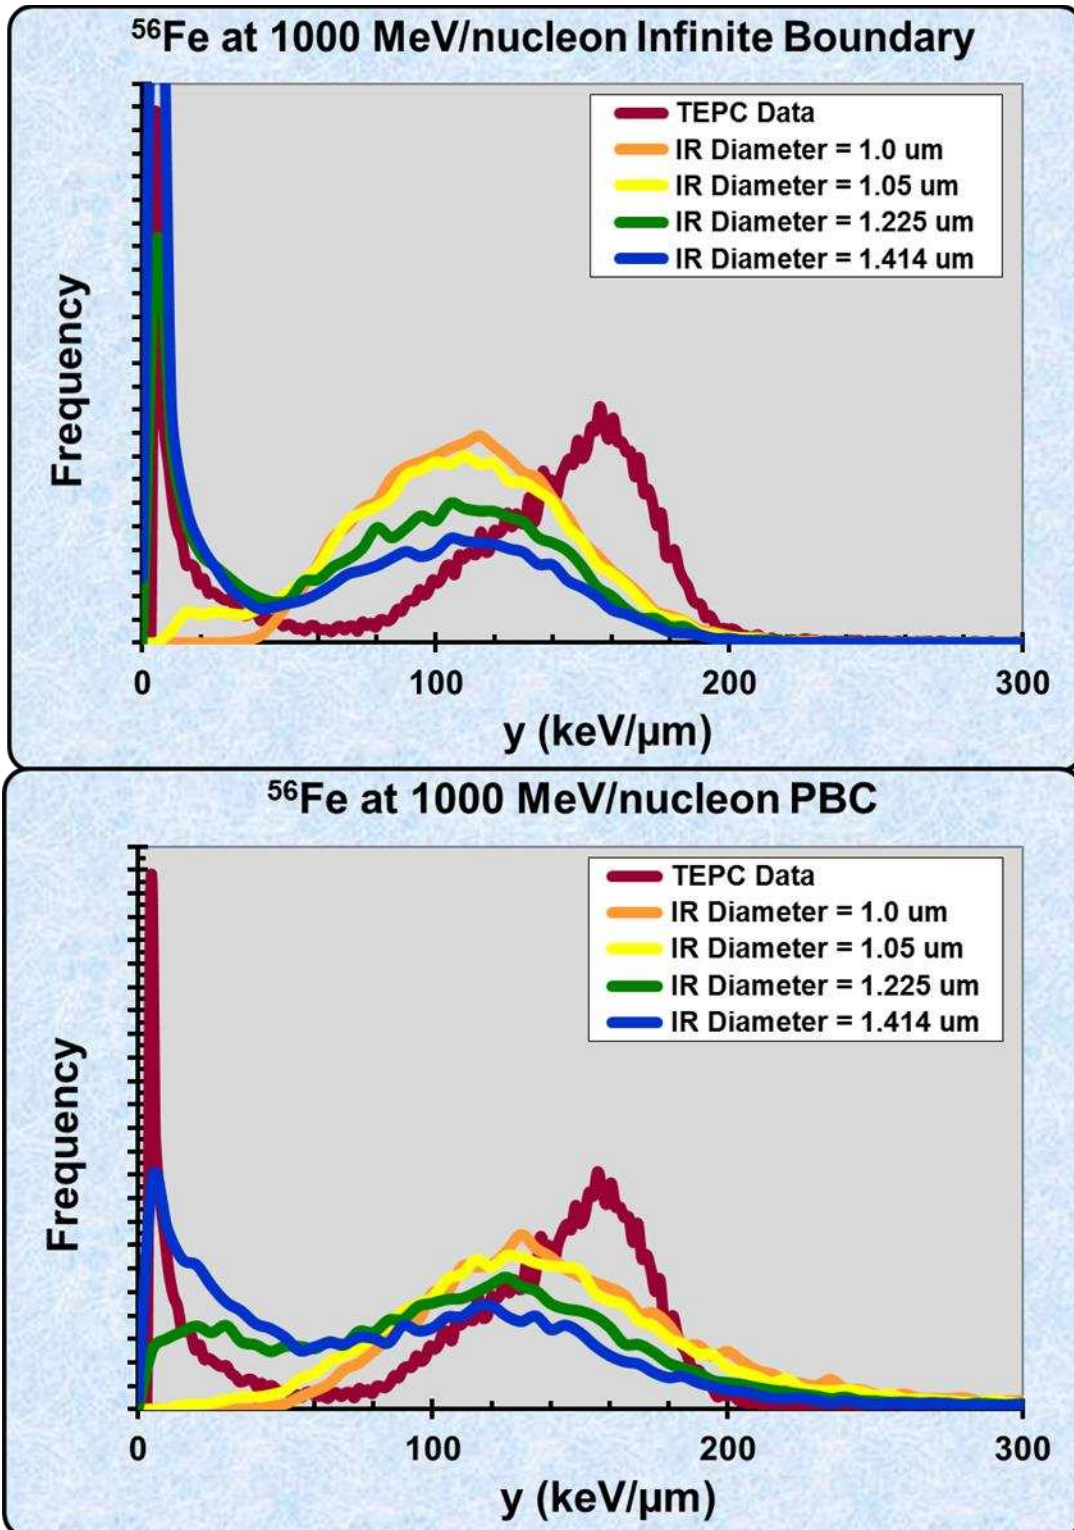 ⁵⁶Fe at 1000 MeV/nucleon Infinite Boundary
TEPC Data
IR Diameter = 1.0 um
IR Diameter = 1.05 um
IR Diameter = 1.225 um
IR Diameter = 1.414 um
Frequency
0 100 200 300
y (keV/μm)
⁵⁶Fe at 1000 MeV/nucleon PBC
TEPC Data
IR Diameter = 1.0 um
IR Diameter = 1.05 um
IR Diameter = 1.225 um
IR Diameter = 1.414 um
Frequency
0 100 200 300
y (keV/μm)